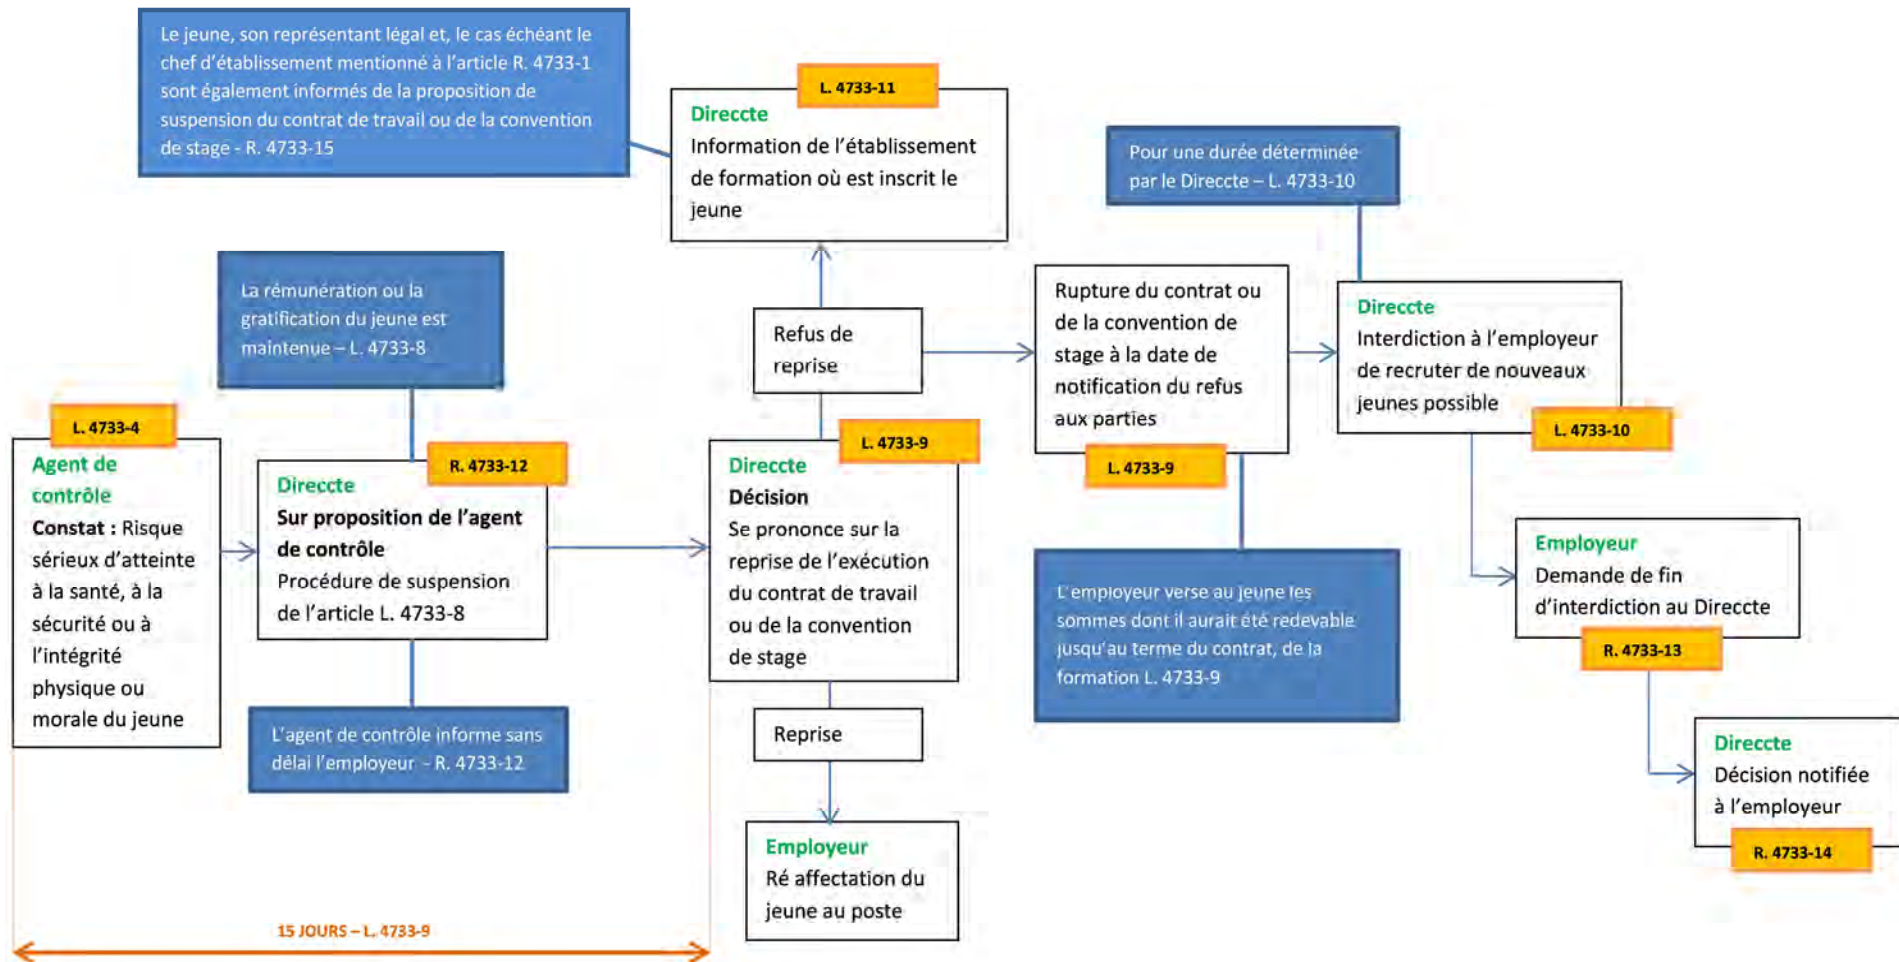 Le jeune, son représentant légal et, le cas échéant le
chef d'établissement mentionné à l'article R. 4733-1
sont également informés de la proposition de
suspension du contrat de travail ou de la convention
de stage - R. 4733-15
L. 4733-11
Direccte
Information de l'établissement
de formation où est inscrit le
jeune
Pour une durée déterminée
par le Direccte – L. 4733-10
La rémunération ou la
gratification du jeune est
maintenue – L. 4733-8
Refus de
reprise
Rupture du contrat ou
de la convention de
stage à la date de
notification du refus
aux parties
L. 4733-9
Direccte
Interdiction à l'employeur
de recruter de nouveaux
jeunes possible
L. 4733-10
L. 4733-4
Agent de
contrôle
Constat : Risque
sérieux d'atteinte
à la santé, à la
sécurité ou à
l'intégrité
physique ou
morale du jeune
R. 4733-12
Direccte
Sur proposition de l'agent
de contrôle
Procédure de suspension
de l'article L. 4733-8
L. 4733-9
Direccte
Décision
Se prononce sur la
reprise de l'exécution
du contrat de travail
ou de la convention
de stage
Employeur
Demande de fin
d'interdiction au Direccte
R. 4733-13
L'employeur verse au jeune les
sommes dont il aurait été redevable
jusqu'au terme du contrat, de la
formation L. 4733-9
L'agent de contrôle informe sans
délai l'employeur - R. 4733-12
Reprise
Direccte
Décision notifiée
à l'employeur
R. 4733-14
Employeur
Ré affectation du
jeune au poste
15 JOURS – L. 4733-9